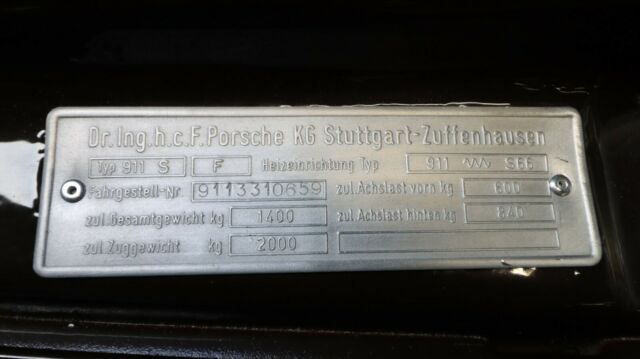 Dr. Ing. h.c. F. Porsche KG Stuttgart-Zuffenhausen
Typ 911 S F Heizeinrichtung Typ 911 S66
Fahrgestell-Nr. 9113310659 zul. Achslast vorn kg 600
zul. Gesamtgewicht kg 1400 zul. Achslast hinten kg 840
zul. Zuggewicht kg 2000